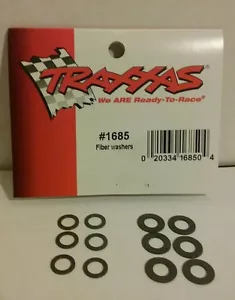 TRAXXAS
We ARE Ready-To-Race!®
#1685
Fiber washers
0 20334 16850 4